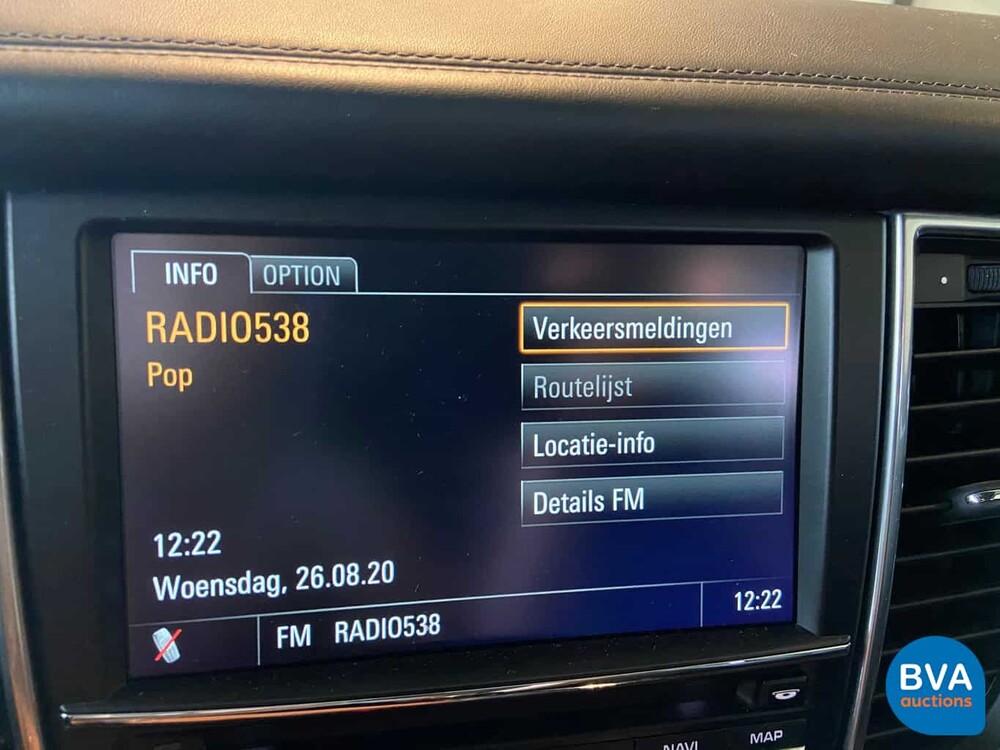 INFO OPTION
RADIO538
Pop
Verkeersmeldingen
Routelijst
Locatie-info
Details FM
12:22
Woensdag, 26.08.20
FM RADIO538
12:22
NAVI
MAP
BVA
auctions